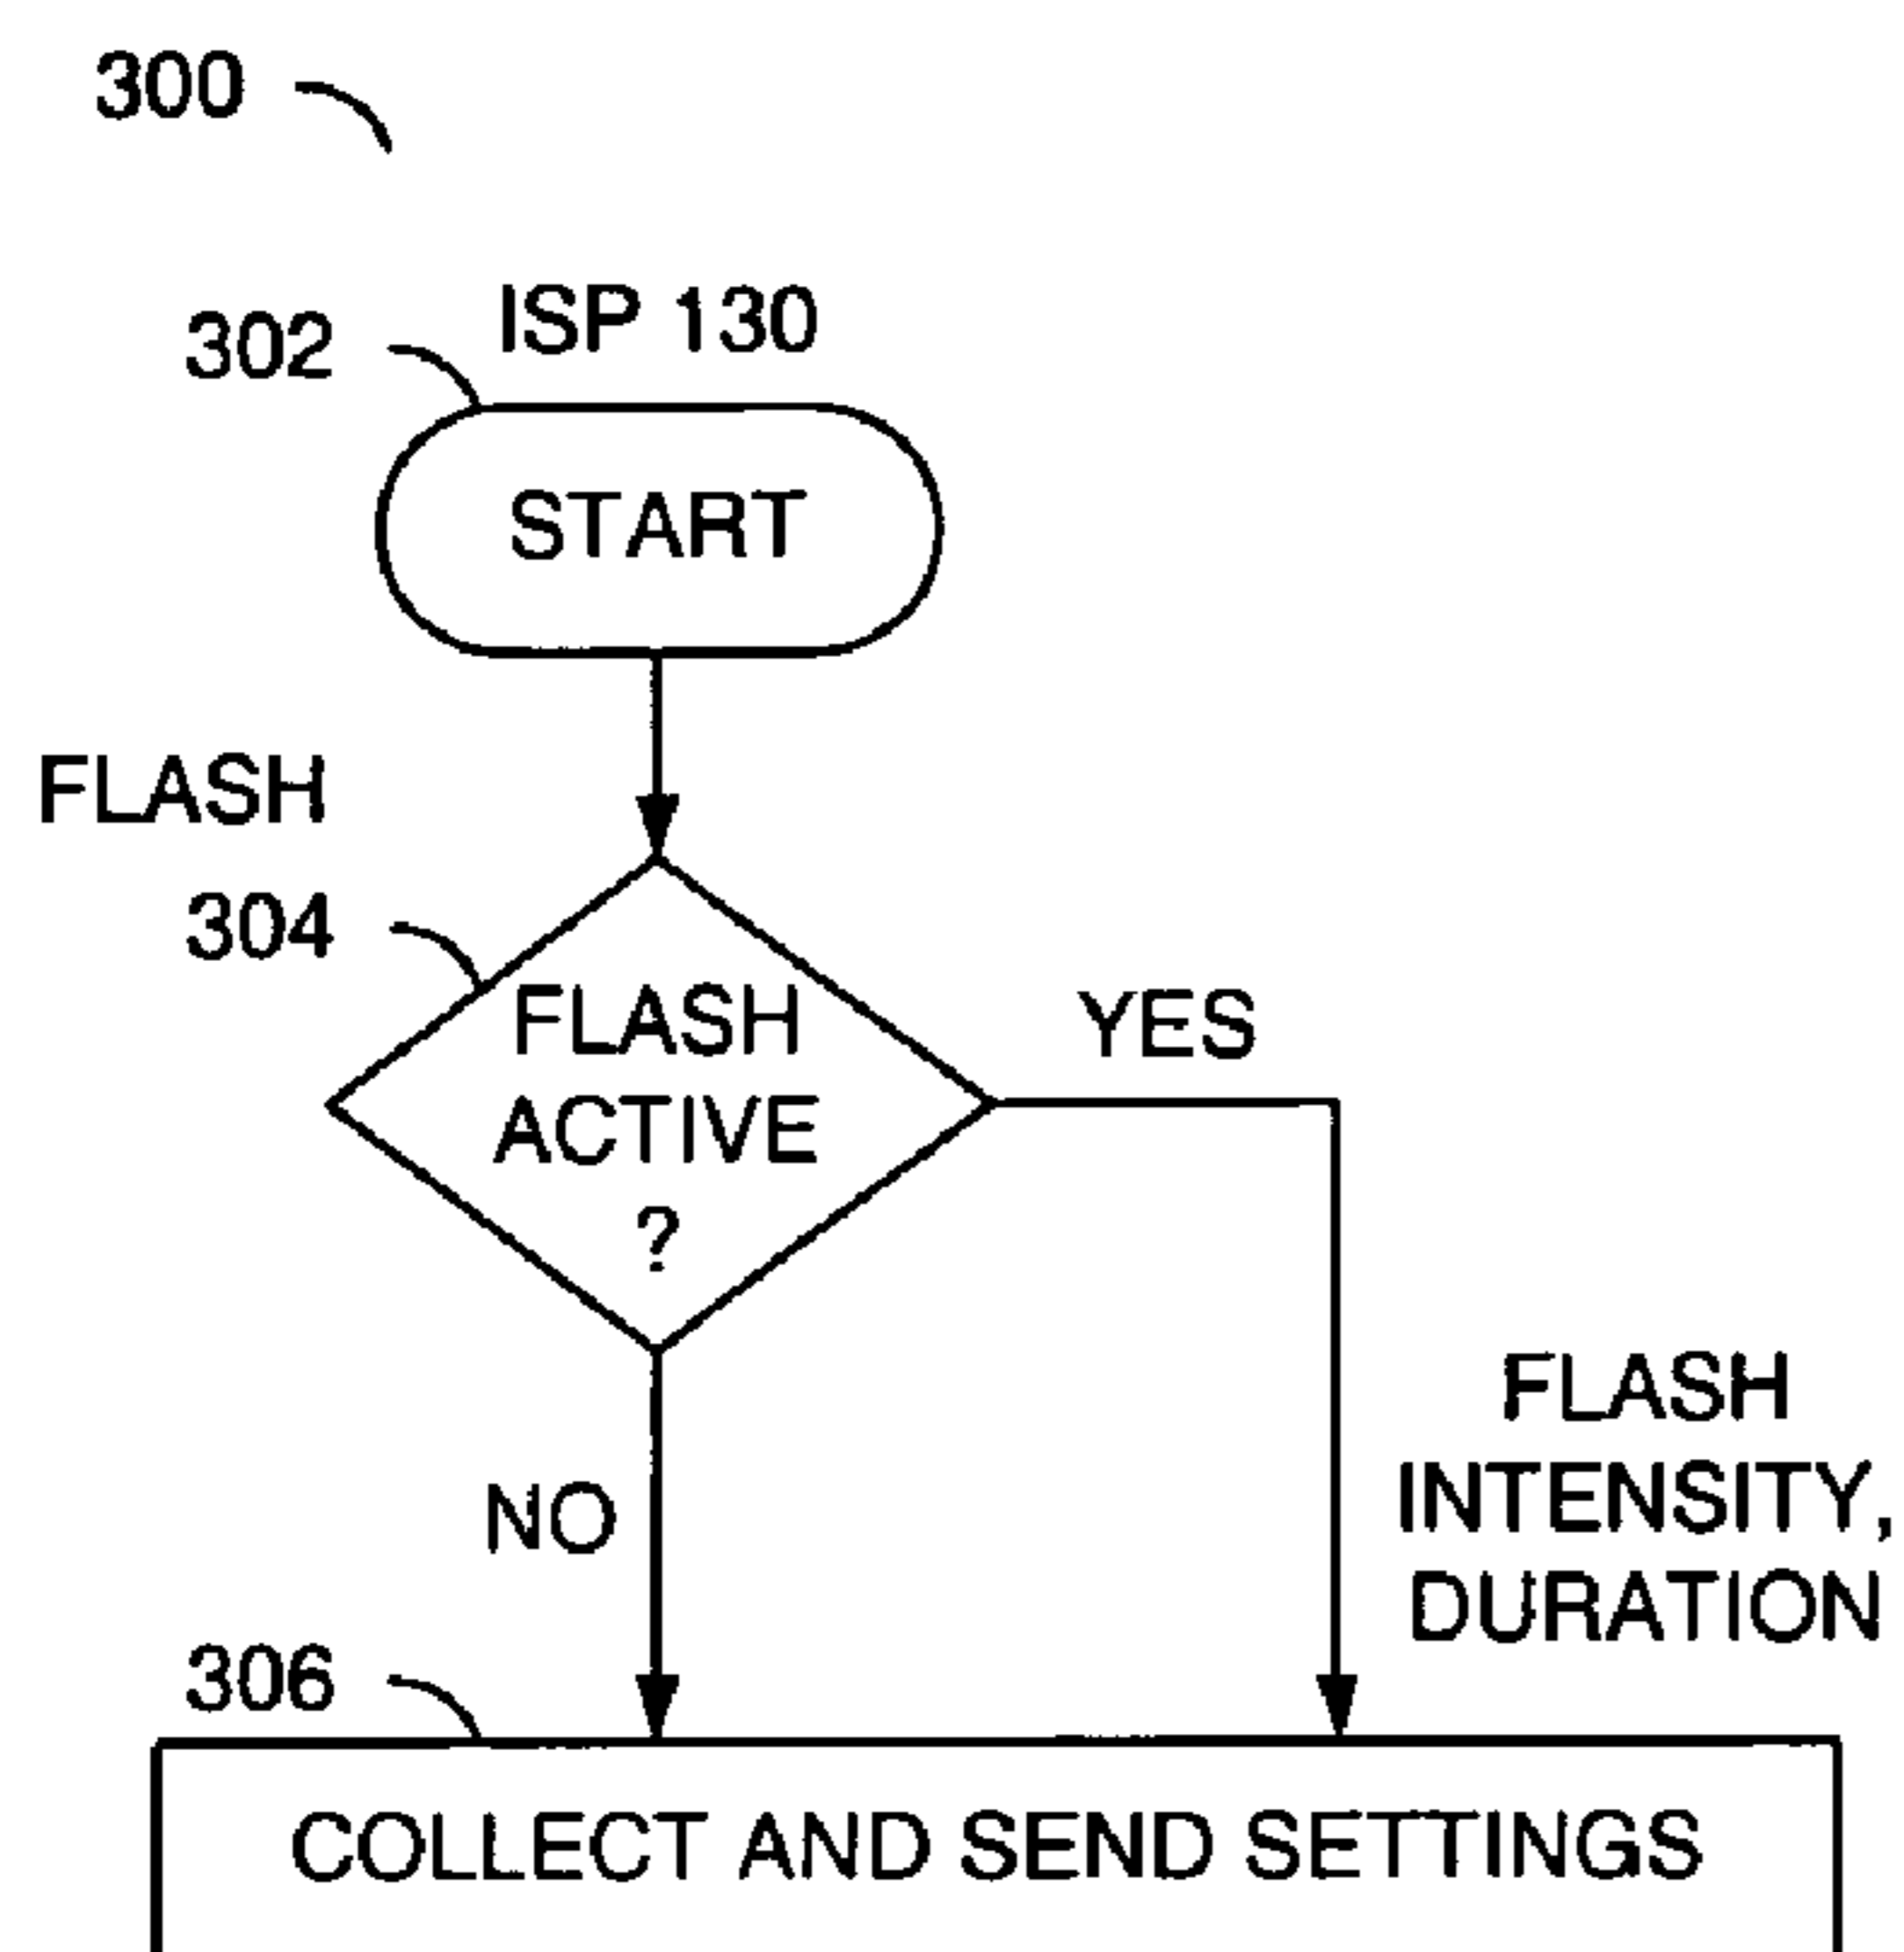 300
ISP 130
302
START
FLASH
304
FLASH
ACTIVE
?
YES
NO
FLASH
INTENSITY,
DURATION
306
COLLECT AND SEND SETTINGS